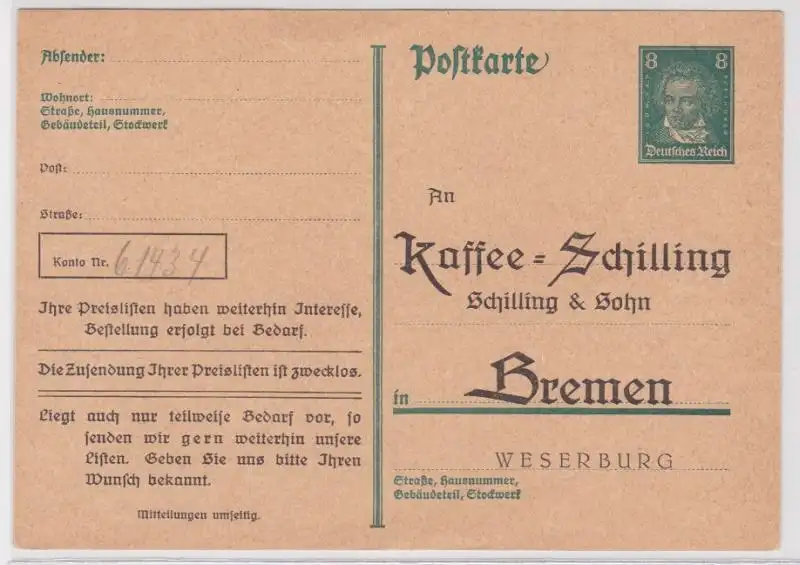 Absender:
Wohnort:
Straße, Hausnummer,
Gebäudeteil, Stockwerk
Post:
Straße:
Konto Nr. 61434
Ihre Preislisten haben weiterhin Interesse,
Bestellung erfolgt bei Bedarf.
Die Zusendung Ihrer Preislisten ist zwecklos.
Liegt auch nur teilweise Bedarf vor, so
senden wir gern weiterhin unsere
Listen. Geben Sie uns bitte Ihren
Wunsch bekannt.
Mitteilungen umseitig.
Postkarte
8 8
Deutsches Reich
An
Kaffee=Schilling
Schilling & Sohn
in Bremen
WESERBURG
Straße, Hausnummer,
Gebäudeteil, Stockwerk